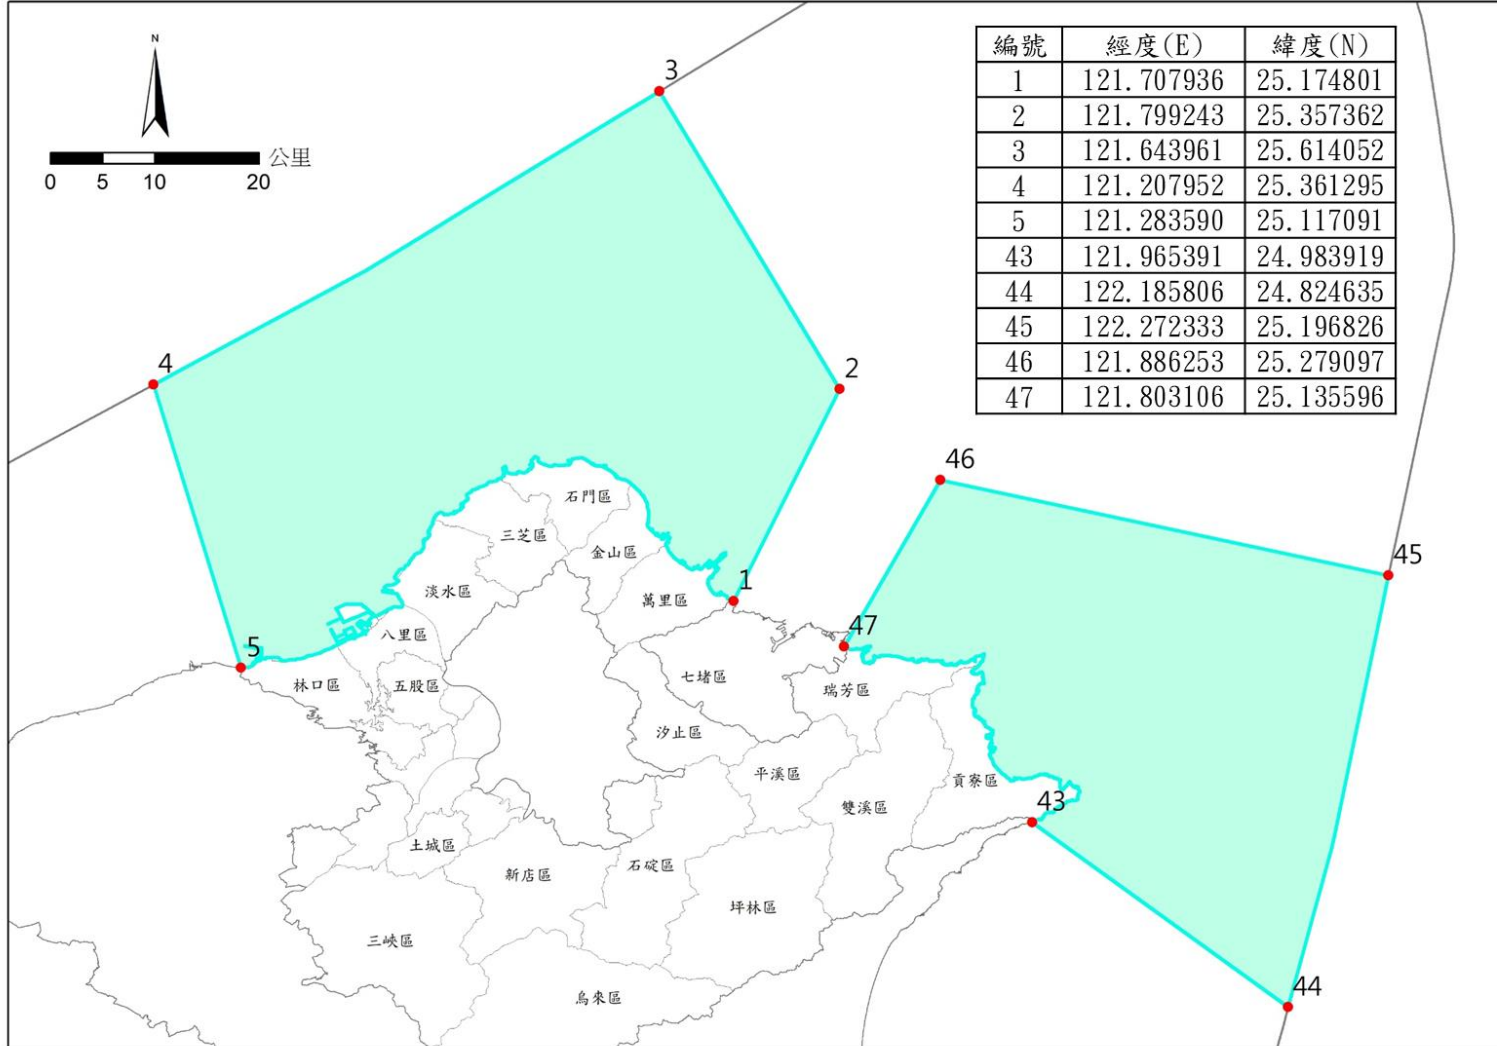 N
公里
0 5 10 20
編號 經度(E) 緯度(N)
1 121.707936 25.174801
2 121.799243 25.357362
3 121.643961 25.614052
4 121.207952 25.361295
5 121.283590 25.117091
43 121.965391 24.983919
44 122.185806 24.824635
45 122.272333 25.196826
46 121.886253 25.279097
47 121.803106 25.135596
3
4
2
46
45
石門區
三芝區
金山區
1
淡水區
萬里區
八里區
47
5
林口區
五股區
七堵區
瑞芳區
汐止區
平溪區
貢寮區
雙溪區
43
土城區
新店區
石碇區
坪林區
三峽區
烏來區
44